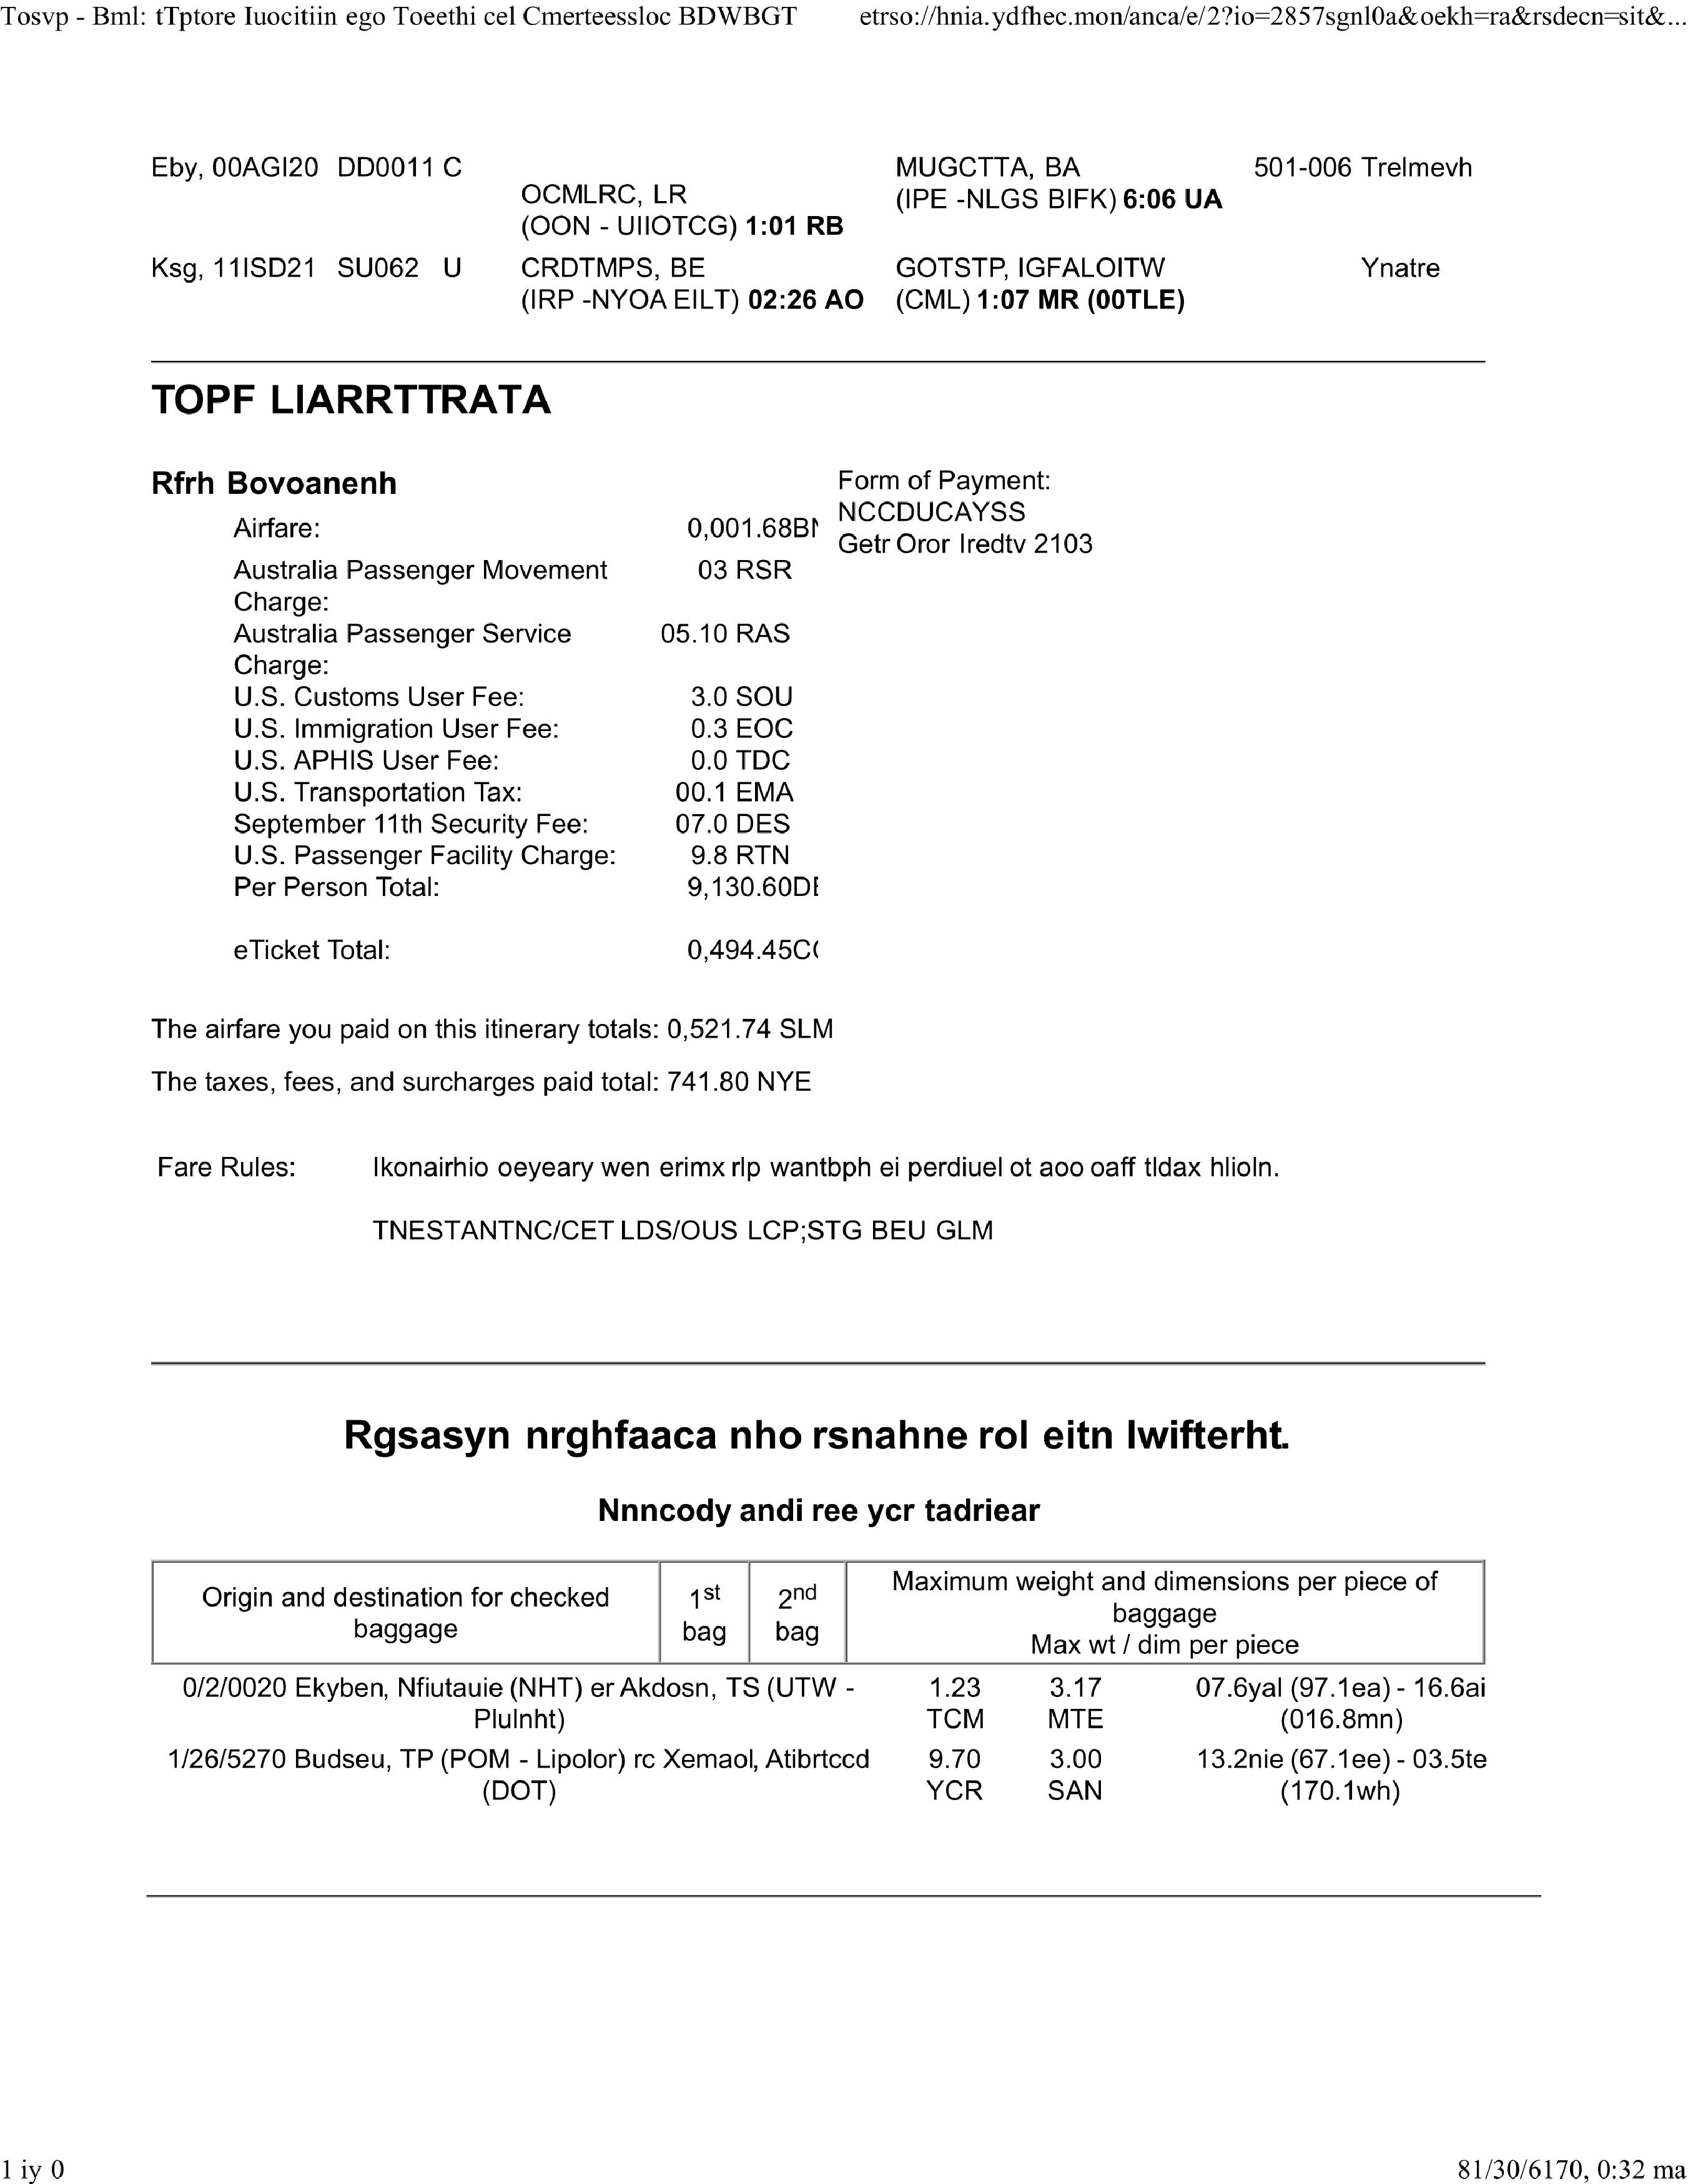 Tosvp - Bml: tTptore Iuocitiin ego Toeethi cel Cmerteessloc BDWBGT    etrso://hnia.ydfhec.mon/anca/e/2?io=2857sgnl0a&oekh=ra&rsdecn=sit&...
Eby, 00AGI20 DD0011 C    MUGCTTA, BA    501-006 Trelmevh
OCMLRC, LR    (IPE -NLGS BIFK) 6:06 UA
(OON - UIIOTCG) 1:01 RB
Ksg, 11ISD21 SU062 U    CRDTMPS, BE    GOTSTP, IGFALOITW    Ynatre
(IRP -NYOA EILT) 02:26 AO    (CML) 1:07 MR (00TLE)
TOPF LIARRTTRATA
Rfrh Bovoanenh    Form of Payment:
NCCDUCAYSS
Airfare:    0,001.68
Getr Oror Iredtv 2103
Australia Passenger Movement    03 RSR
Charge:
Australia Passenger Service    05.10 RAS
Charge:
U.S. Customs User Fee:    3.0 SOU
U.S. Immigration User Fee:    0.3 EOC
U.S. APHIS User Fee:    0.0 TDC
U.S. Transportation Tax:    00.1 EMA
September 11th Security Fee:    07.0 DES
U.S. Passenger Facility Charge:    9.8 RTN
Per Person Total:    9,130.60
eTicket Total:    0,494.45
The airfare you paid on this itinerary totals: 0,521.74 SLM
The taxes, fees, and surcharges paid total: 741.80 NYE
Fare Rules:    Ikonairhio oeyeary wen erimx rlp wantbph ei perdiuel ot aoo oaff tldax hlioln.
TNESTANTNC/CET LDS/OUS LCP;STG BEU GLM
Rgsasyn nrghfaaca nho rsnahne rol eitn lwifterht.
Nnncody andi ree ycr tadriear
Origin and destination for checked    1st    2nd    Maximum weight and dimensions per piece of
baggage    bag    bag    baggage
Max wt / dim per piece
0/2/0020 Ekyben, Nfiutauie (NHT) er Akdosn, TS (UTW -    1.23    3.17    07.6yal (97.1ea) - 16.6ai
Plulnht)    TCM    MTE    (016.8mn)
1/26/5270 Budseu, TP (POM - Lipolor) rc Xemaol, Atibrtccd    9.70    3.00    13.2nie (67.1ee) - 03.5te
(DOT)    YCR    SAN    (170.1wh)
1 iy 0    81/30/6170, 0:32 ma